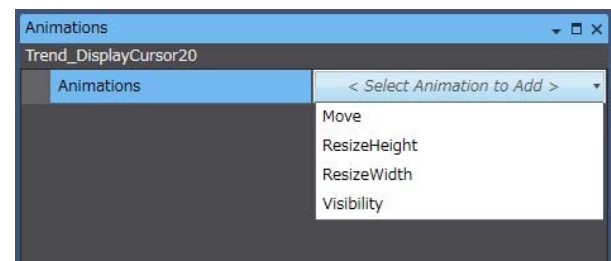 Animations
Trend_DisplayCursor20
Animations < Select Animation to Add >
Move
ResizeHeight
ResizeWidth
Visibility